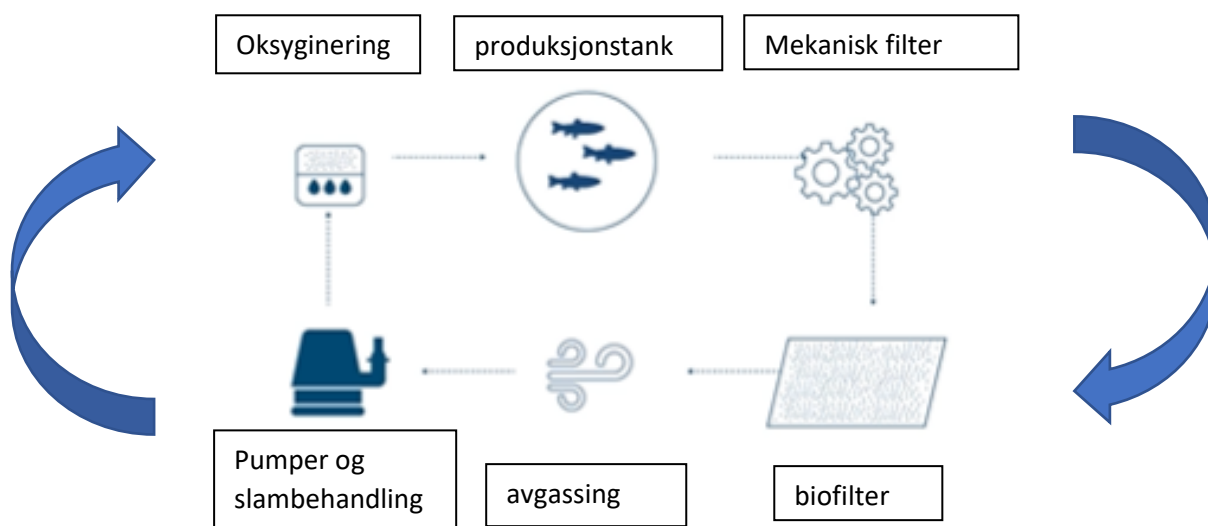 Oksyginering
produksjonstank
Mekanisk filter
Pumper og
slambehandling
avgassing
biofilter